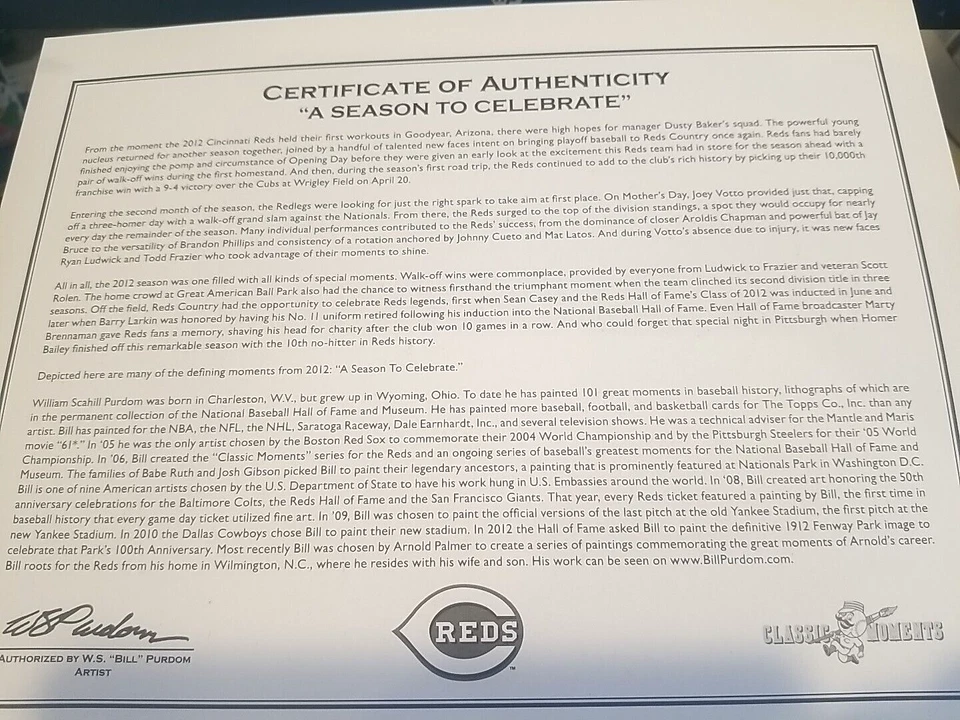 CERTIFICATE OF AUTHENTICITY
"A SEASON TO CELEBRATE"
From the moment the 2012 Cincinnati Reds held their first workouts in Goodyear, Arizona, there were high hopes for manager Dusty Baker's squad. The powerful young
nucleus returned for another season together, joined by a handful of talented new faces intent on bringing playoff baseball to Reds Country once again. Reds fans had barely
finished enjoying the pomp and circumstance of Opening Day before they were given an early look at the excitement this Reds team had in store for the season ahead with a
pair of walk-off wins during the first homestand. And then, during the season's first road trip, the Reds continued to add to the club's rich history by picking up their 10,000th
franchise win with a 9-4 victory over the Cubs at Wrigley Field on April 20.
Entering the second month of the season, the Redlegs were looking for just the right spark to take aim at first place. On Mother's Day, Joey Votto provided just that, capping
off a three-homer day with a walk-off grand slam against the Nationals. From there, the Reds surged to the top of the division standings, a spot they would occupy for nearly
every day the remainder of the season. Many individual performances contributed to the Reds' success, from the dominance of closer Aroldis Chapman and powerful bat of Jay
Bruce to the versatility of Brandon Phillips and consistency of a rotation anchored by Johnny Cueto and Mat Latos. And during Votto's absence due to injury, it was new faces
Ryan Ludwick and Todd Frazier who took advantage of their moments to shine.
All in all, the 2012 season was one filled with all kinds of special moments. Walk-off wins were commonplace, provided by everyone from Ludwick to Frazier and veteran Scott
Rolen. The home crowd at Great American Ball Park also had the chance to witness firsthand the triumphant moment when the team clinched its second division title in three
seasons. Off the field, Reds Country had the opportunity to celebrate Reds legends, first when Sean Casey and the Reds Hall of Fame's Class of 2012 was inducted in June and
later when Barry Larkin was honored by having his No. 11 uniform retired following his induction into the National Baseball Hall of Fame. Even Hall of Fame broadcaster Marty
Brennaman gave Reds fans a memory, shaving his head for charity after the club won 10 games in a row. And who could forget that special night in Pittsburgh when Homer
Bailey finished off this remarkable season with the 10th no-hitter in Reds history.
Depicted here are many of the defining moments from 2012: "A Season To Celebrate."
William Scahill Purdom was born in Charleston, W.V., but grew up in Wyoming, Ohio. To date he has painted 101 great moments in baseball history, lithographs of which are
in the permanent collection of the National Baseball Hall of Fame and Museum. He has painted more baseball, football, and basketball cards for The Topps Co., Inc. than any
artist. Bill has painted for the NBA, the NFL, the NHL, Saratoga Raceway, Dale Earnhardt, Inc., and several television shows. He was a technical adviser for the Mantle and Maris
movie "61*." In '05 he was the only artist chosen by the Boston Red Sox to commemorate their 2004 World Championship and by the Pittsburgh Steelers for their '05 World
Championship. In '06, Bill created the "Classic Moments" series for the Reds and an ongoing series of baseball's greatest moments for the National Baseball Hall of Fame and
Museum. The families of Babe Ruth and Josh Gibson picked Bill to paint their legendary ancestors, a painting that is prominently featured at Nationals Park in Washington D.C.
Bill is one of nine American artists chosen by the U.S. Department of State to have his work hung in U.S. Embassies around the world. In '08, Bill created art honoring the 50th
anniversary celebrations for the Baltimore Colts, the Reds Hall of Fame and the San Francisco Giants. That year, every Reds ticket featured a painting by Bill, the first time in
baseball history that every game day ticket utilized fine art. In '09, Bill was chosen to paint the official versions of the last pitch at the old Yankee Stadium, the first pitch at the
new Yankee Stadium. In 2010 the Dallas Cowboys chose Bill to paint their new stadium. In 2012 the Hall of Fame asked Bill to paint the definitive 1912 Fenway Park image to
celebrate that Park's 100th Anniversary. Most recently Bill was chosen by Arnold Palmer to create a series of paintings commemorating the great moments of Arnold's career.
Bill roots for the Reds from his home in Wilmington, N.C., where he resides with his wife and son. His work can be seen on www.BillPurdom.com.
WS Purdom
AUTHORIZED BY W.S. "BILL" PURDOM
ARTIST
REDS
TM
CLASSIC MOMENTS